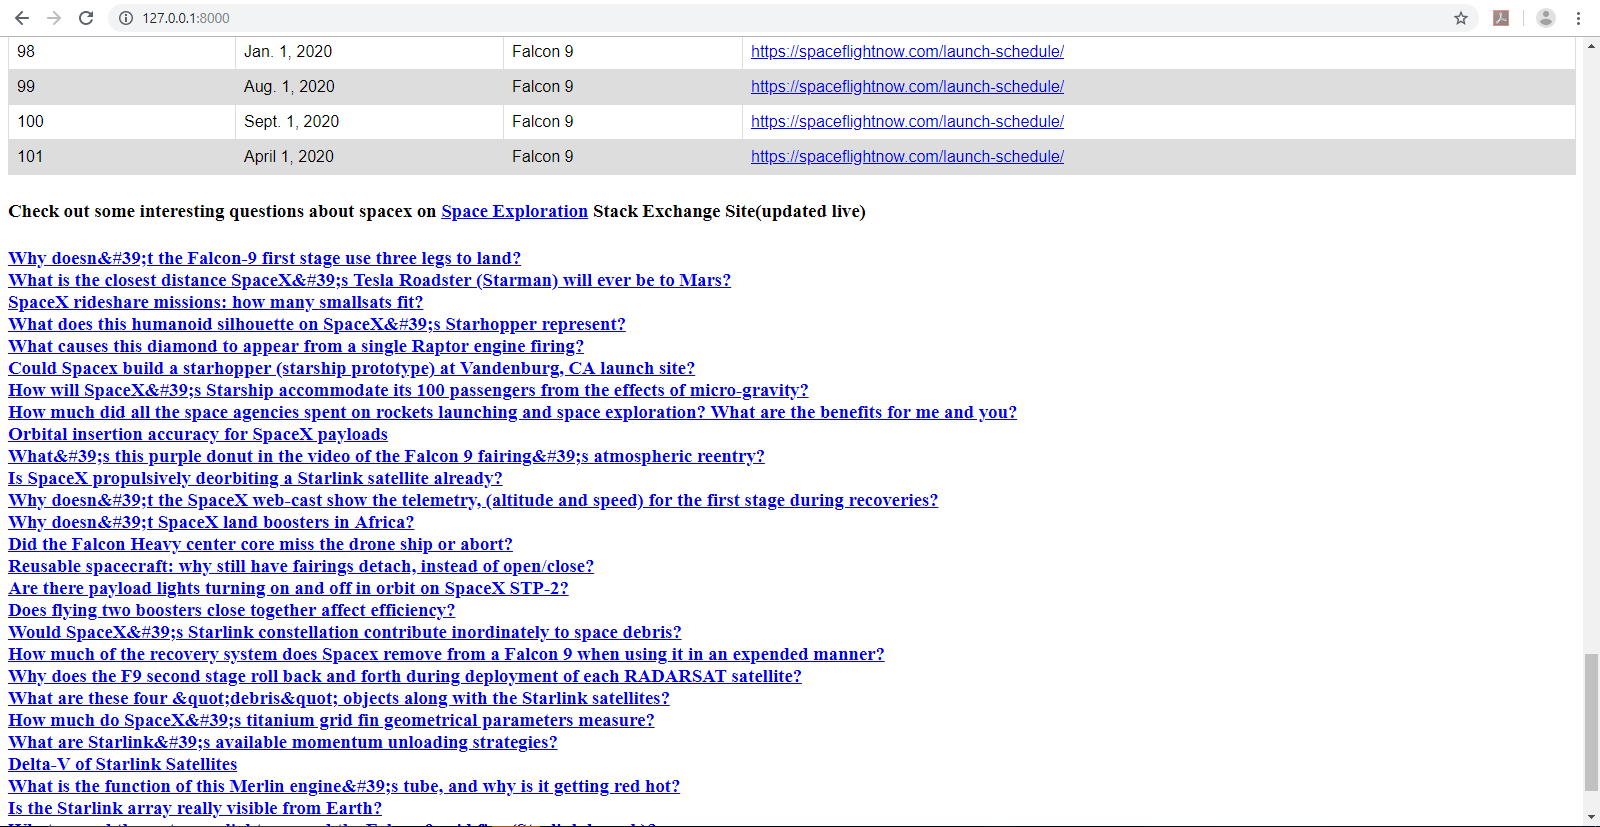 127.0.0.1:8000
98 Jan. 1, 2020 Falcon 9 https://spaceflightnow.com/launch-schedule/
99 Aug. 1, 2020 Falcon 9 https://spaceflightnow.com/launch-schedule/
100 Sept. 1, 2020 Falcon 9 https://spaceflightnow.com/launch-schedule/
101 April 1, 2020 Falcon 9 https://spaceflightnow.com/launch-schedule/
Check out some interesting questions about spacex on Space Exploration Stack Exchange Site(updated live)
Why doesn&#39;t the Falcon-9 first stage use three legs to land?
What is the closest distance SpaceX&#39;s Tesla Roadster (Starman) will ever be to Mars?
SpaceX rideshare missions: how many smallsats fit?
What does this humanoid silhouette on SpaceX&#39;s Starhopper represent?
What causes this diamond to appear from a single Raptor engine firing?
Could Spacex build a starhopper (starship prototype) at Vandenburg, CA launch site?
How will SpaceX&#39;s Starship accommodate its 100 passengers from the effects of micro-gravity?
How much did all the space agencies spent on rockets launching and space exploration? What are the benefits for me and you?
Orbital insertion accuracy for SpaceX payloads
What&#39;s this purple donut in the video of the Falcon 9 fairing&#39;s atmospheric reentry?
Is SpaceX propulsively deorbiting a Starlink satellite already?
Why doesn&#39;t the SpaceX web-cast show the telemetry, (altitude and speed) for the first stage during recoveries?
Why doesn&#39;t SpaceX land boosters in Africa?
Did the Falcon Heavy center core miss the drone ship or abort?
Reusable spacecraft: why still have fairings detach, instead of open/close?
Are there payload lights turning on and off in orbit on SpaceX STP-2?
Does flying two boosters close together affect efficiency?
Would SpaceX&#39;s Starlink constellation contribute inordinately to space debris?
How much of the recovery system does Spacex remove from a Falcon 9 when using it in an expended manner?
Why does the F9 second stage roll back and forth during deployment of each RADARSAT satellite?
What are these four &quot;debris&quot; objects along with the Starlink satellites?
How much do SpaceX&#39;s titanium grid fin geometrical parameters measure?
What are Starlink&#39;s available momentum unloading strategies?
Delta-V of Starlink Satellites
What is the function of this Merlin engine&#39;s tube, and why is it getting red hot?
Is the Starlink array really visible from Earth?